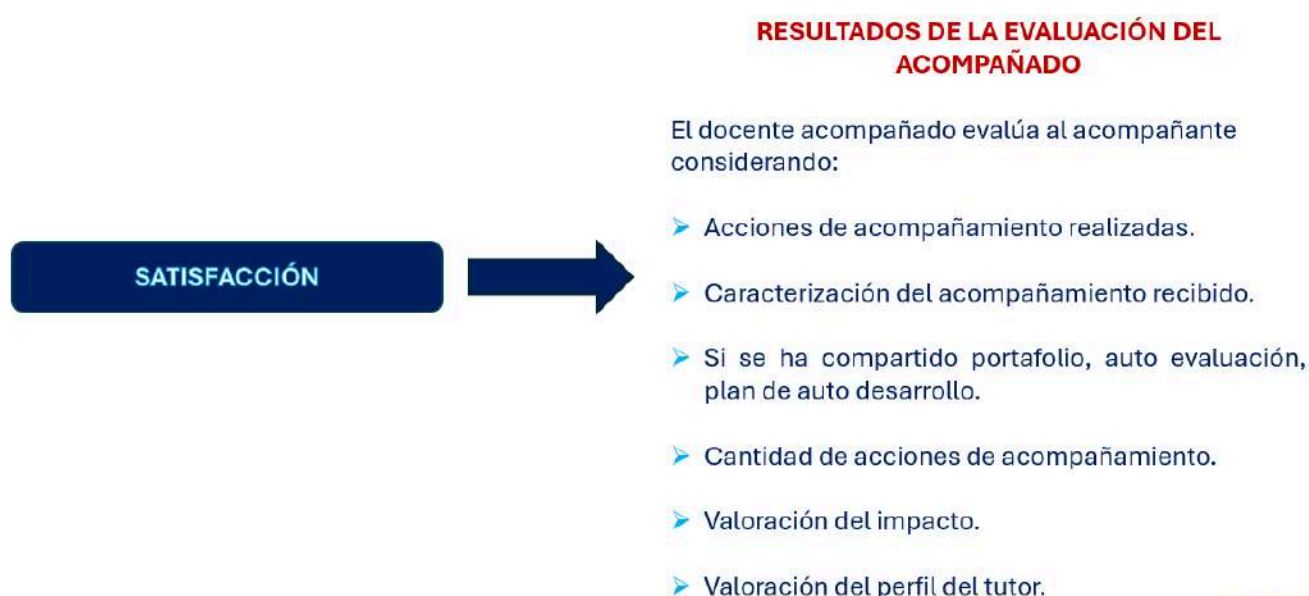 RESULTADOS DE LA EVALUACIÓN DEL
ACOMPAÑADO
El docente acompañado evalúa al acompañante
considerando:
➤ Acciones de acompañamiento realizadas.
SATISFACCIÓN
➤ Caracterización del acompañamiento recibido.
➤ Si se ha compartido portafolio, auto evaluación,
plan de auto desarrollo.
➤ Cantidad de acciones de acompañamiento.
➤ Valoración del impacto.
➤ Valoración del perfil del tutor.